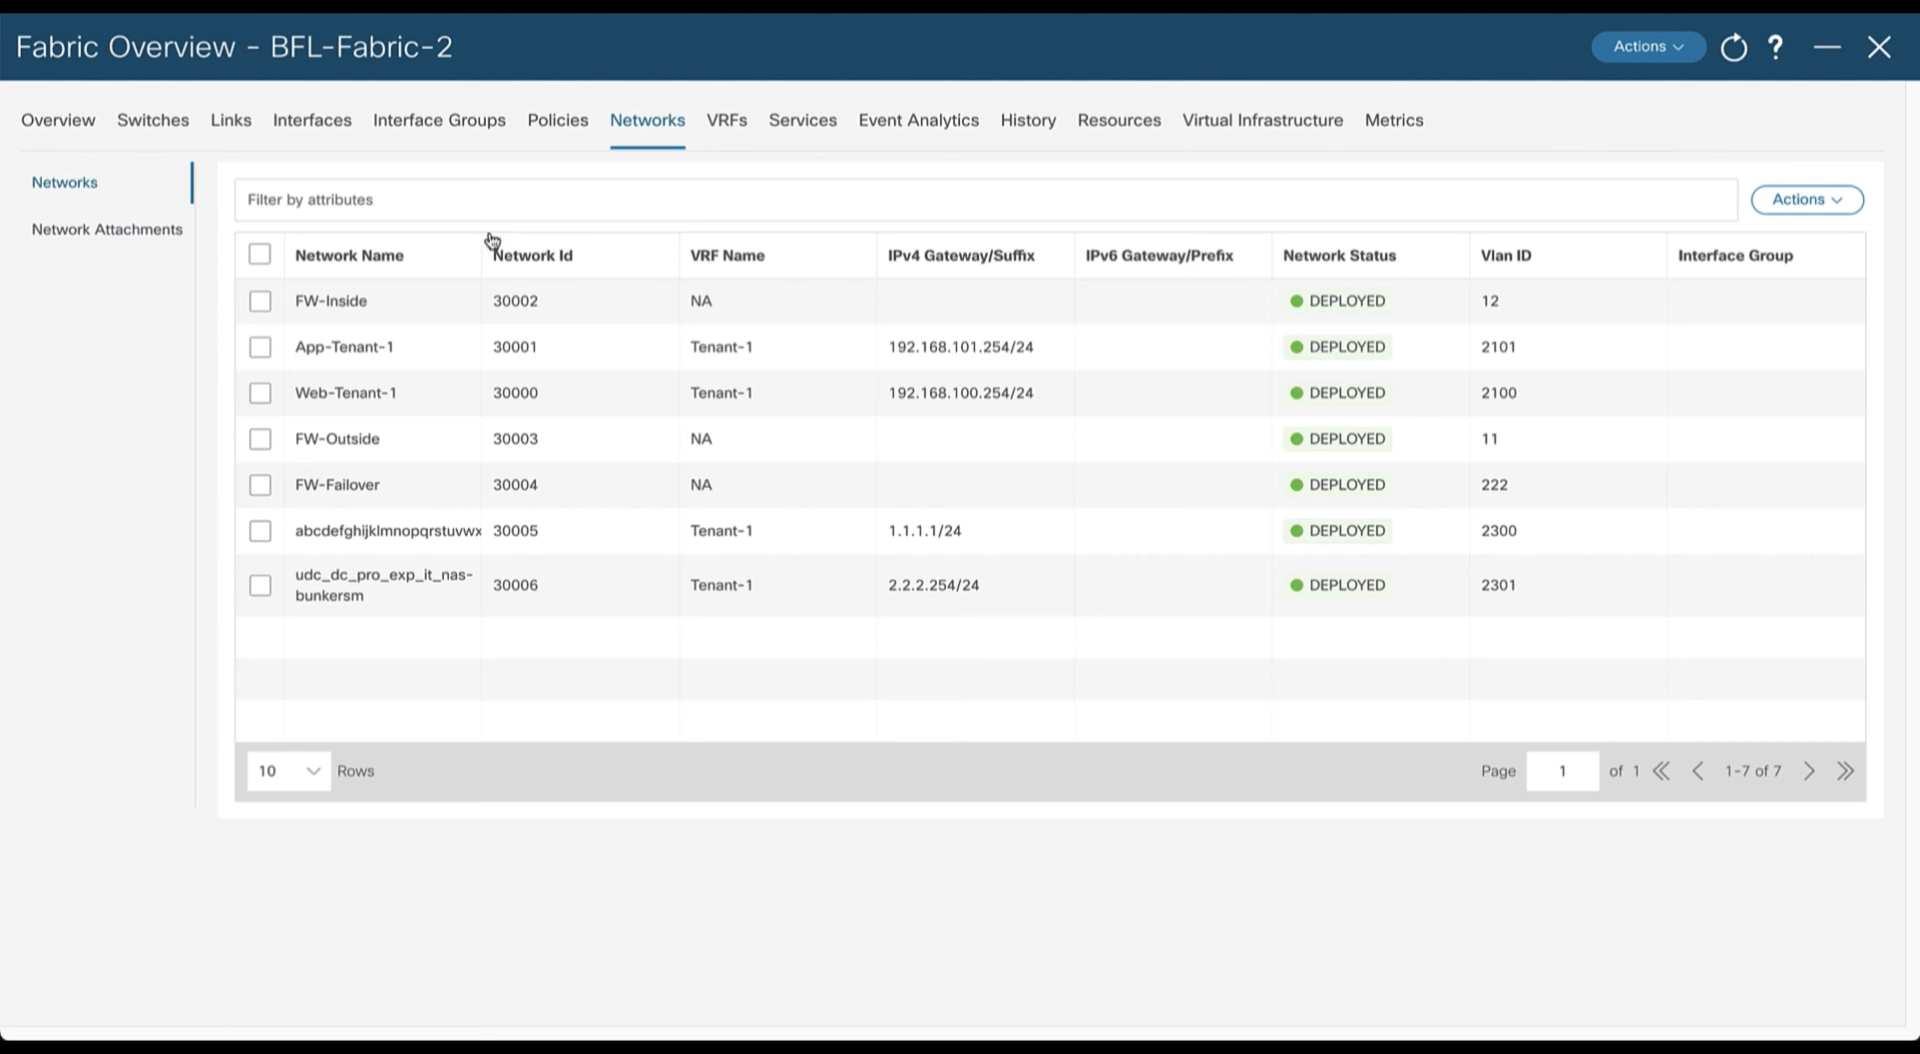 Fabric Overview - BFL-Fabric-2
Actions
Overview Switches Links Interfaces Interface Groups Policies Networks VRFs Services Event Analytics History Resources Virtual Infrastructure Metrics
Networks
Network Attachments
Filter by attributes
Actions
Network Name Network Id VRF Name IPv4 Gateway/Suffix IPv6 Gateway/Prefix Network Status Vlan ID Interface Group
FW-Inside 30002 NA DEPLOYED 12
App-Tenant-1 30001 Tenant-1 192.168.101.254/24 DEPLOYED 2101
Web-Tenant-1 30000 Tenant-1 192.168.100.254/24 DEPLOYED 2100
FW-Outside 30003 NA DEPLOYED 11
FW-Failover 30004 NA DEPLOYED 222
abcdefghijklmnopqrstuvwx 30005 Tenant-1 1.1.1.1/24 DEPLOYED 2300
udc_dc_pro_exp_it_nas-
bunkersm 30006 Tenant-1 2.2.2.254/24 DEPLOYED 2301
10 Rows Page 1 of 1 1-7 of 7